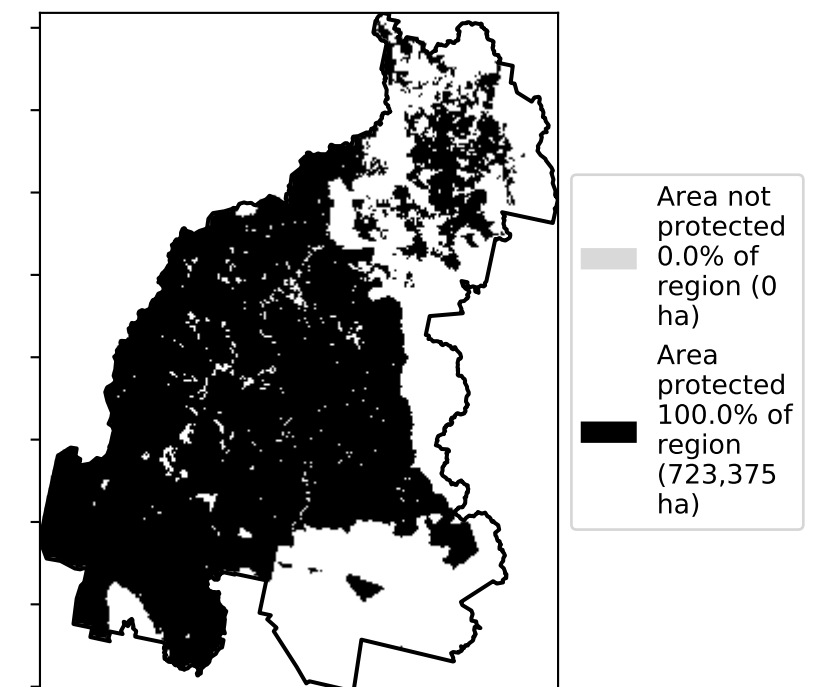 Area not
protected
0.0% of
region (0
ha)
Area
protected
100.0% of
region
(723,375
ha)